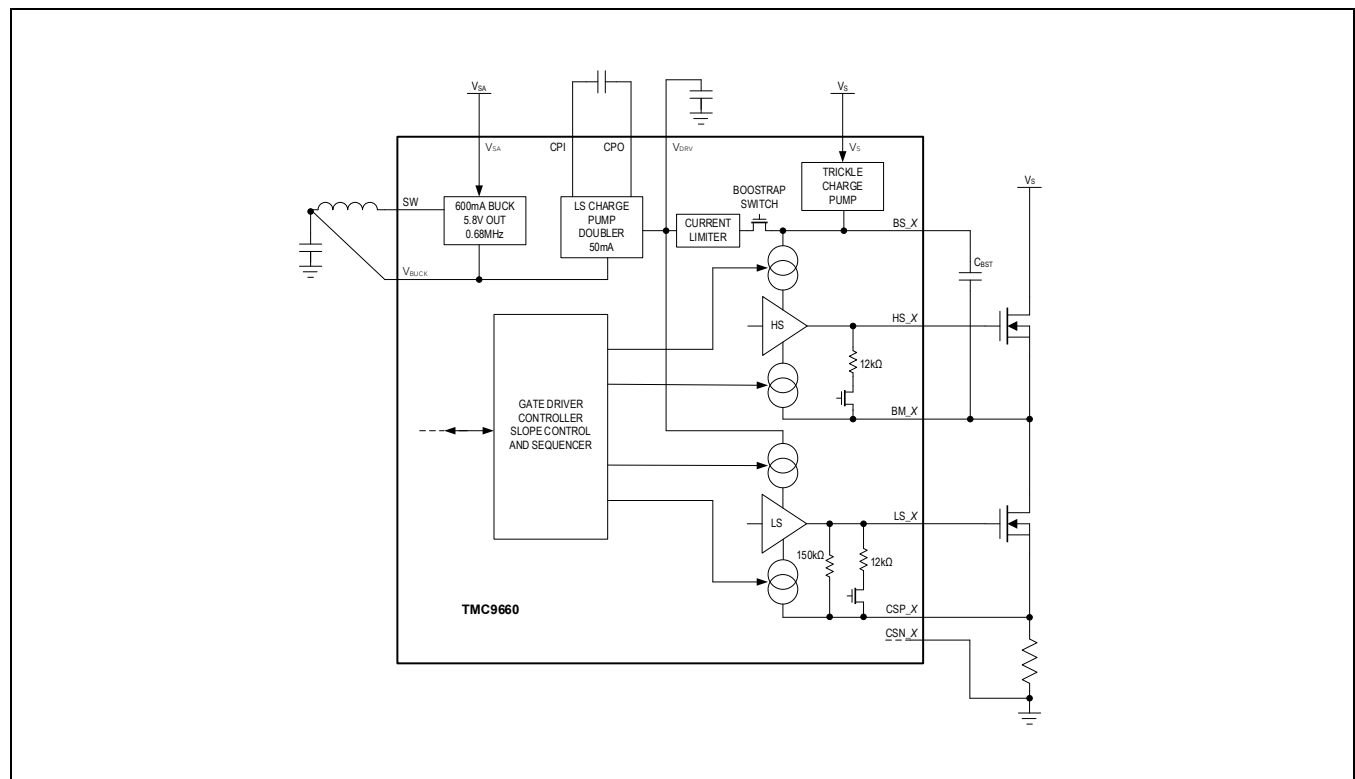 VSA
VS
VSA
CPI
CPO
VDRV
VS
TRICKLE
CHARGE
PUMP
VS
BOOSTRAP
SWITCH
SW
600mA BUCK
5.8V OUT
0.68MHz
LS CHARGE
PUMP
DOUBLER
50mA
CURRENT
LIMITER
BS_X
CBST
VBUCK
HS
HS_X
12kΩ
GATE DRIVER
CONTROLLER
SLOPE CONTROL
AND SEQUENCER
BM_X
LS
LS_X
150kΩ
12kΩ
TMC9660
CSP_X
CSN_X